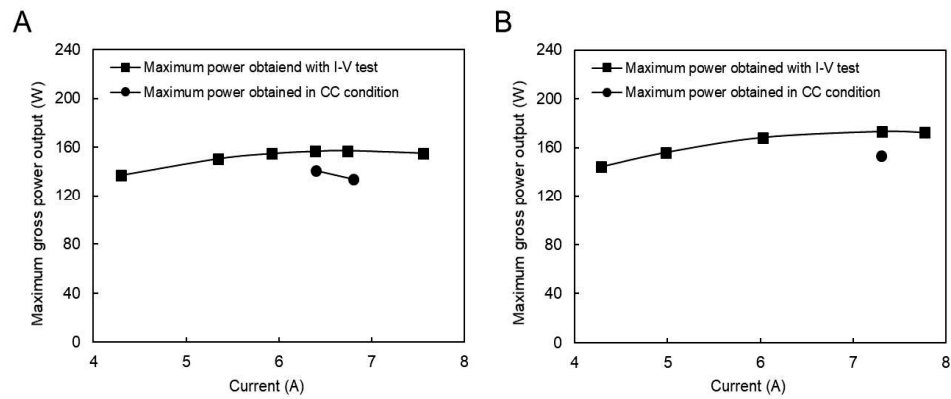 A
Maximum gross power output (W)
240
200
160
120
80
40
0
Maximum power obtaiend with I-V test
Maximum power obtained in CC condition
4
5
6
7
8
Current (A)
B
Maximum gross power output (W)
240
200
160
120
80
40
0
Maximum power obtained with I-V test
Maximum power obtained in CC condition
4
5
6
7
8
Current (A)